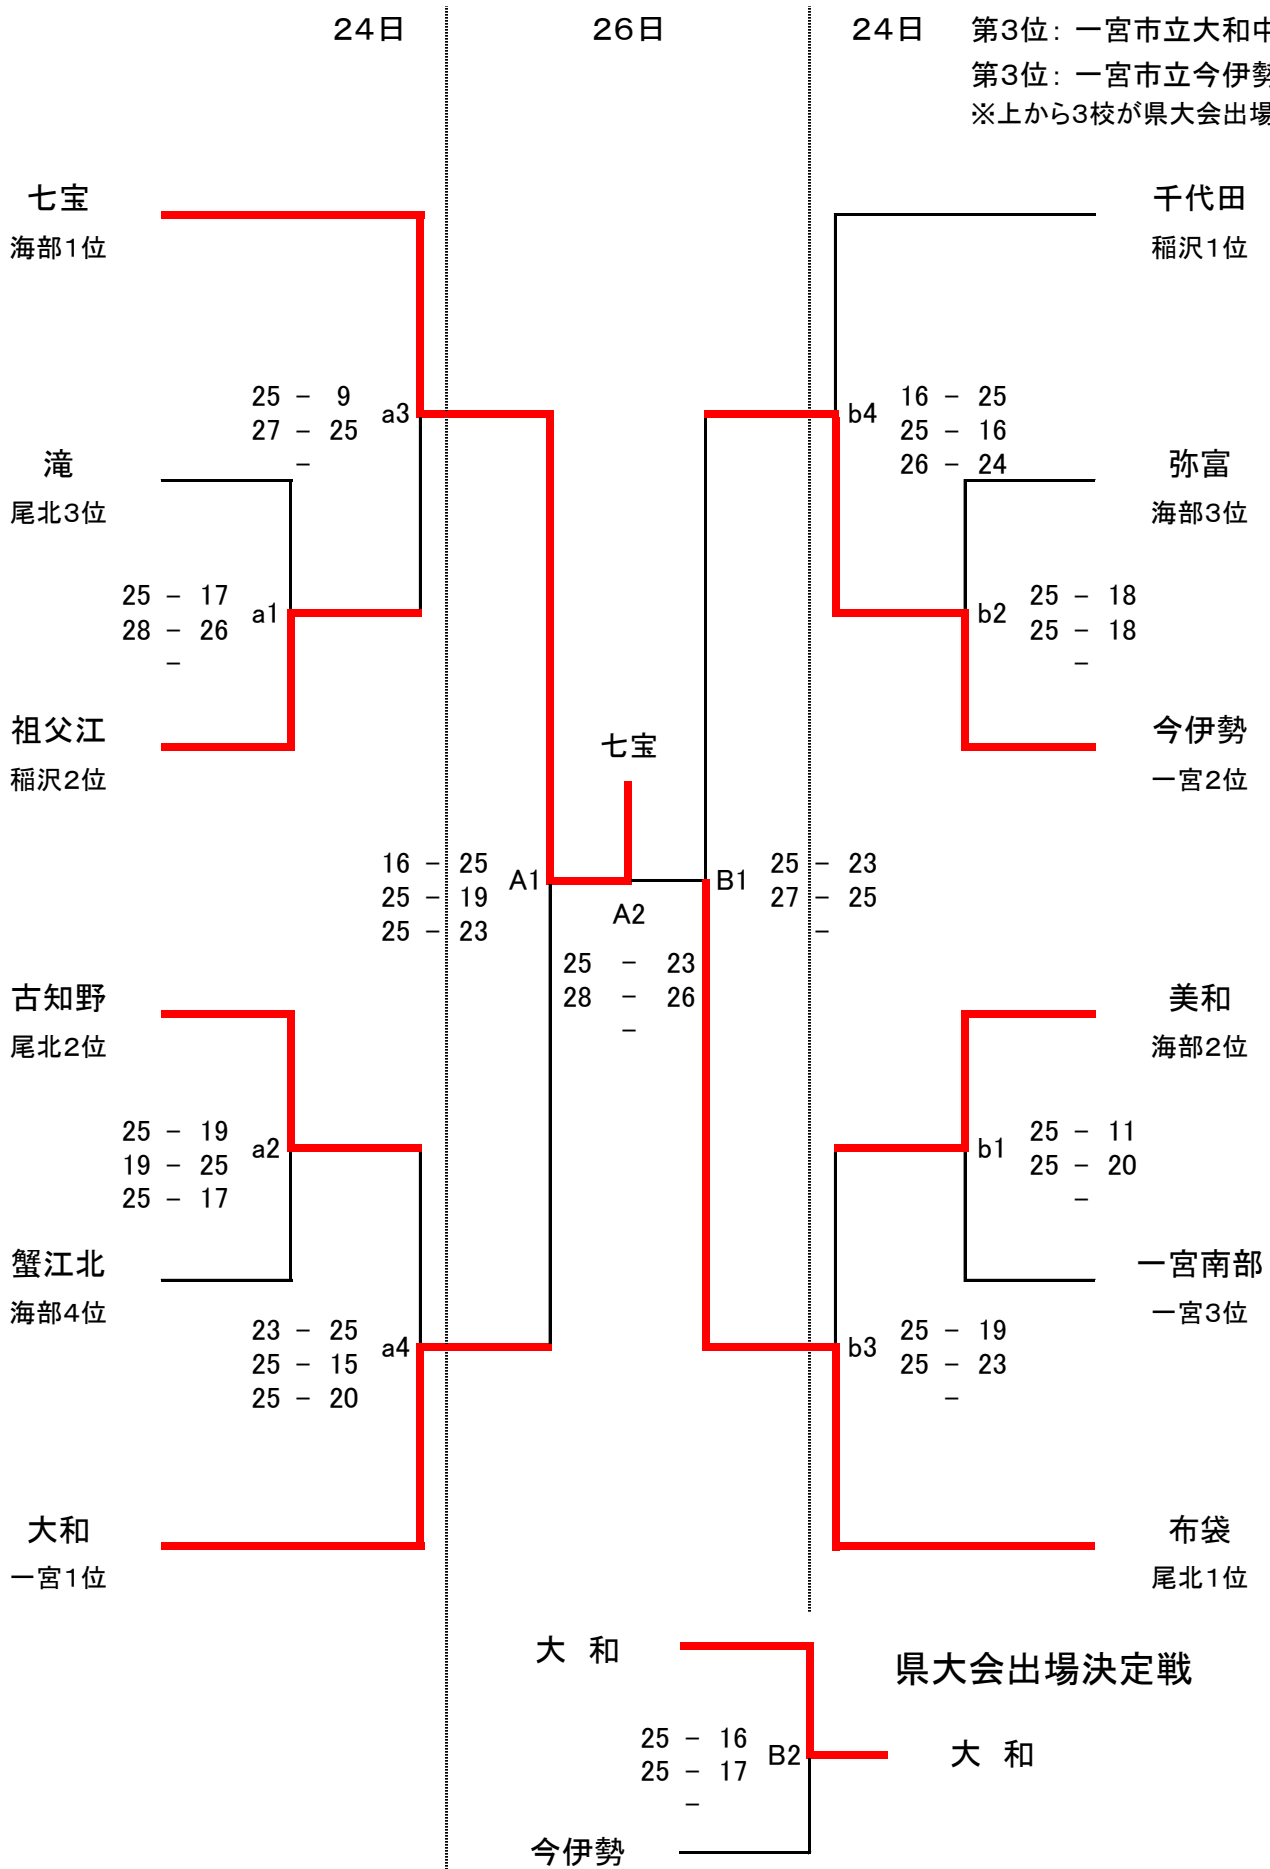 24日 26日 24日 第3位: 一宮市立大和中
第3位: 一宮市立今伊勢
※上から3校が県大会出場
七宝 千代田
海部1位 稲沢1位
25 - 9 16 - 25
a3 b4
27 - 25 25 - 16
- 26 - 24
滝 弥富
尾北3位 海部3位
25 - 17 25 - 18
a1 b2
28 - 26 25 - 18
- -
祖父江 今伊勢
七宝
稲沢2位 一宮2位
16 - 25 25 - 23
A1 B1
25 - 19 27 - 25
A2
25 - 23 -
25 - 23
28 - 26
-
古知野 美和
尾北2位 海部2位
25 - 19 25 - 11
a2 b1
19 - 25 25 - 20
25 - 17 -
蟹江北 一宮南部
海部4位 一宮3位
23 - 25 25 - 19
a4 b3
25 - 15 25 - 23
25 - 20 -
大和 布袋
一宮1位 尾北1位
大 和
県大会出場決定戦
25 - 16
B2 大 和
25 - 17
-
今伊勢